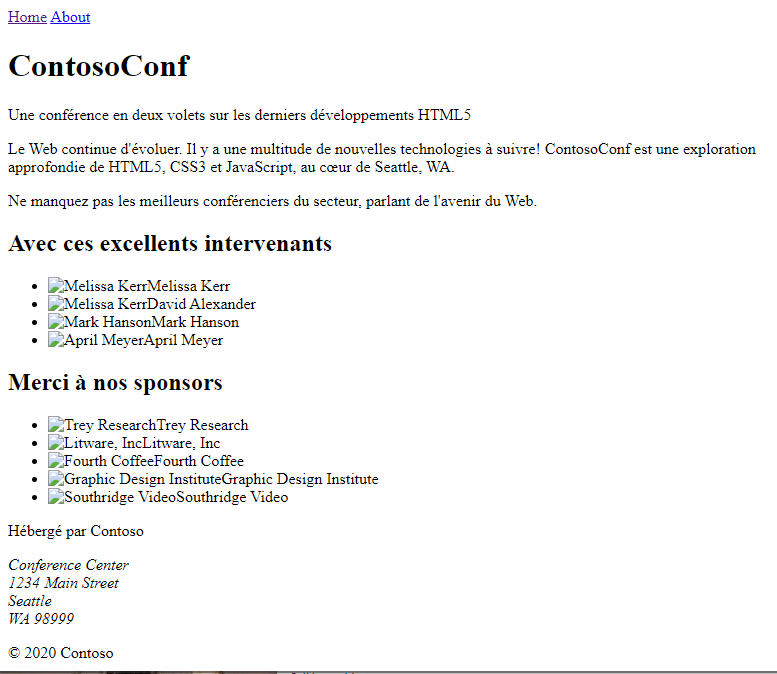 Home About
ContosoConf
Une conférence en deux volets sur les derniers développements HTML5
Le Web continue d'évoluer. Il y a une multitude de nouvelles technologies à suivre! ContosoConf est une exploration
approfondie de HTML5, CSS3 et JavaScript, au cœur de Seattle, WA.
Ne manquez pas les meilleurs conférenciers du secteur, parlant de l'avenir du Web.
Avec ces excellents intervenants
Melissa KerrMelissa Kerr
Melissa KerrDavid Alexander
Mark HansonMark Hanson
April MeyerApril Meyer
Merci à nos sponsors
Trey ResearchTrey Research
Litware, IncLitware, Inc
Fourth CoffeeFourth Coffee
Graphic Design InstituteGraphic Design Institute
Southridge VideoSouthridge Video
Hébergé par Contoso
Conference Center
1234 Main Street
Seattle
WA 98999
© 2020 Contoso